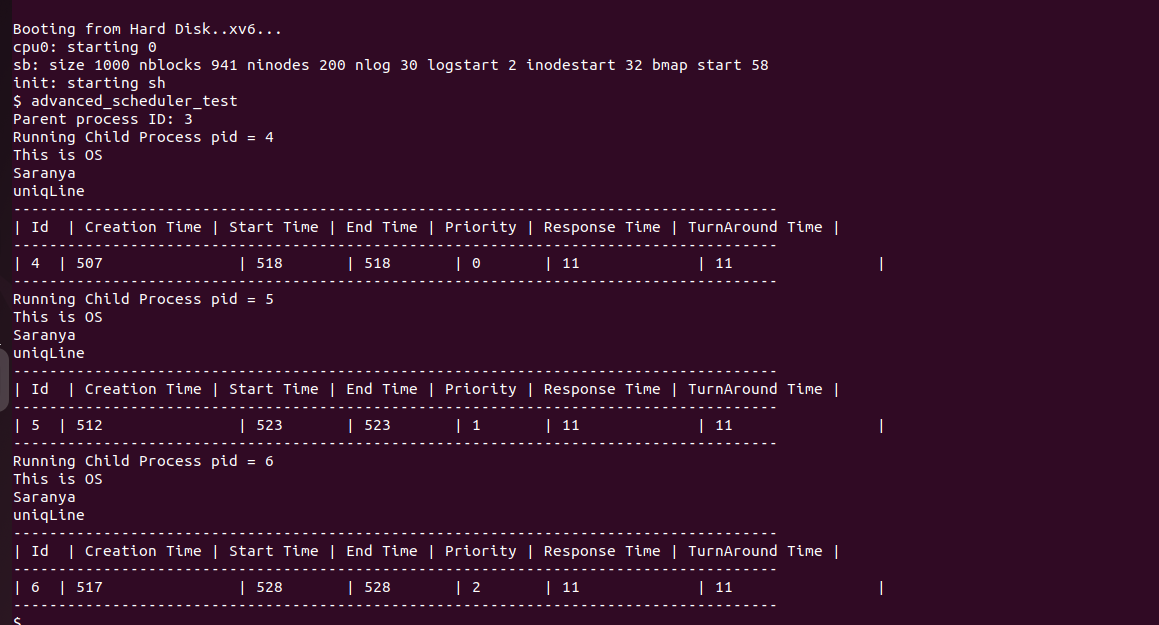 Booting from Hard Disk..xv6...
cpu0: starting 0
sb: size 1000 nblocks 941 ninodes 200 nlog 30 logstart 2 inodestart 32 bmap start 58
init: starting sh
$ advanced_scheduler_test
Parent process ID: 3
Running Child Process pid = 4
This is OS
Saranya
uniqLine
-------------------------------------------------------------------------------------
| Id  | Creation Time | Start Time | End Time | Priority | Response Time | TurnAround Time |
-------------------------------------------------------------------------------------
| 4  | 507               | 518       | 518       | 0       | 11             | 11                |
-------------------------------------------------------------------------------------
Running Child Process pid = 5
This is OS
Saranya
uniqLine
-------------------------------------------------------------------------------------
| Id  | Creation Time | Start Time | End Time | Priority | Response Time | TurnAround Time |
-------------------------------------------------------------------------------------
| 5  | 512               | 523       | 523       | 1       | 11             | 11                |
-------------------------------------------------------------------------------------
Running Child Process pid = 6
This is OS
Saranya
uniqLine
-------------------------------------------------------------------------------------
| Id  | Creation Time | Start Time | End Time | Priority | Response Time | TurnAround Time |
-------------------------------------------------------------------------------------
| 6  | 517               | 528       | 528       | 2       | 11             | 11                |
-------------------------------------------------------------------------------------
$